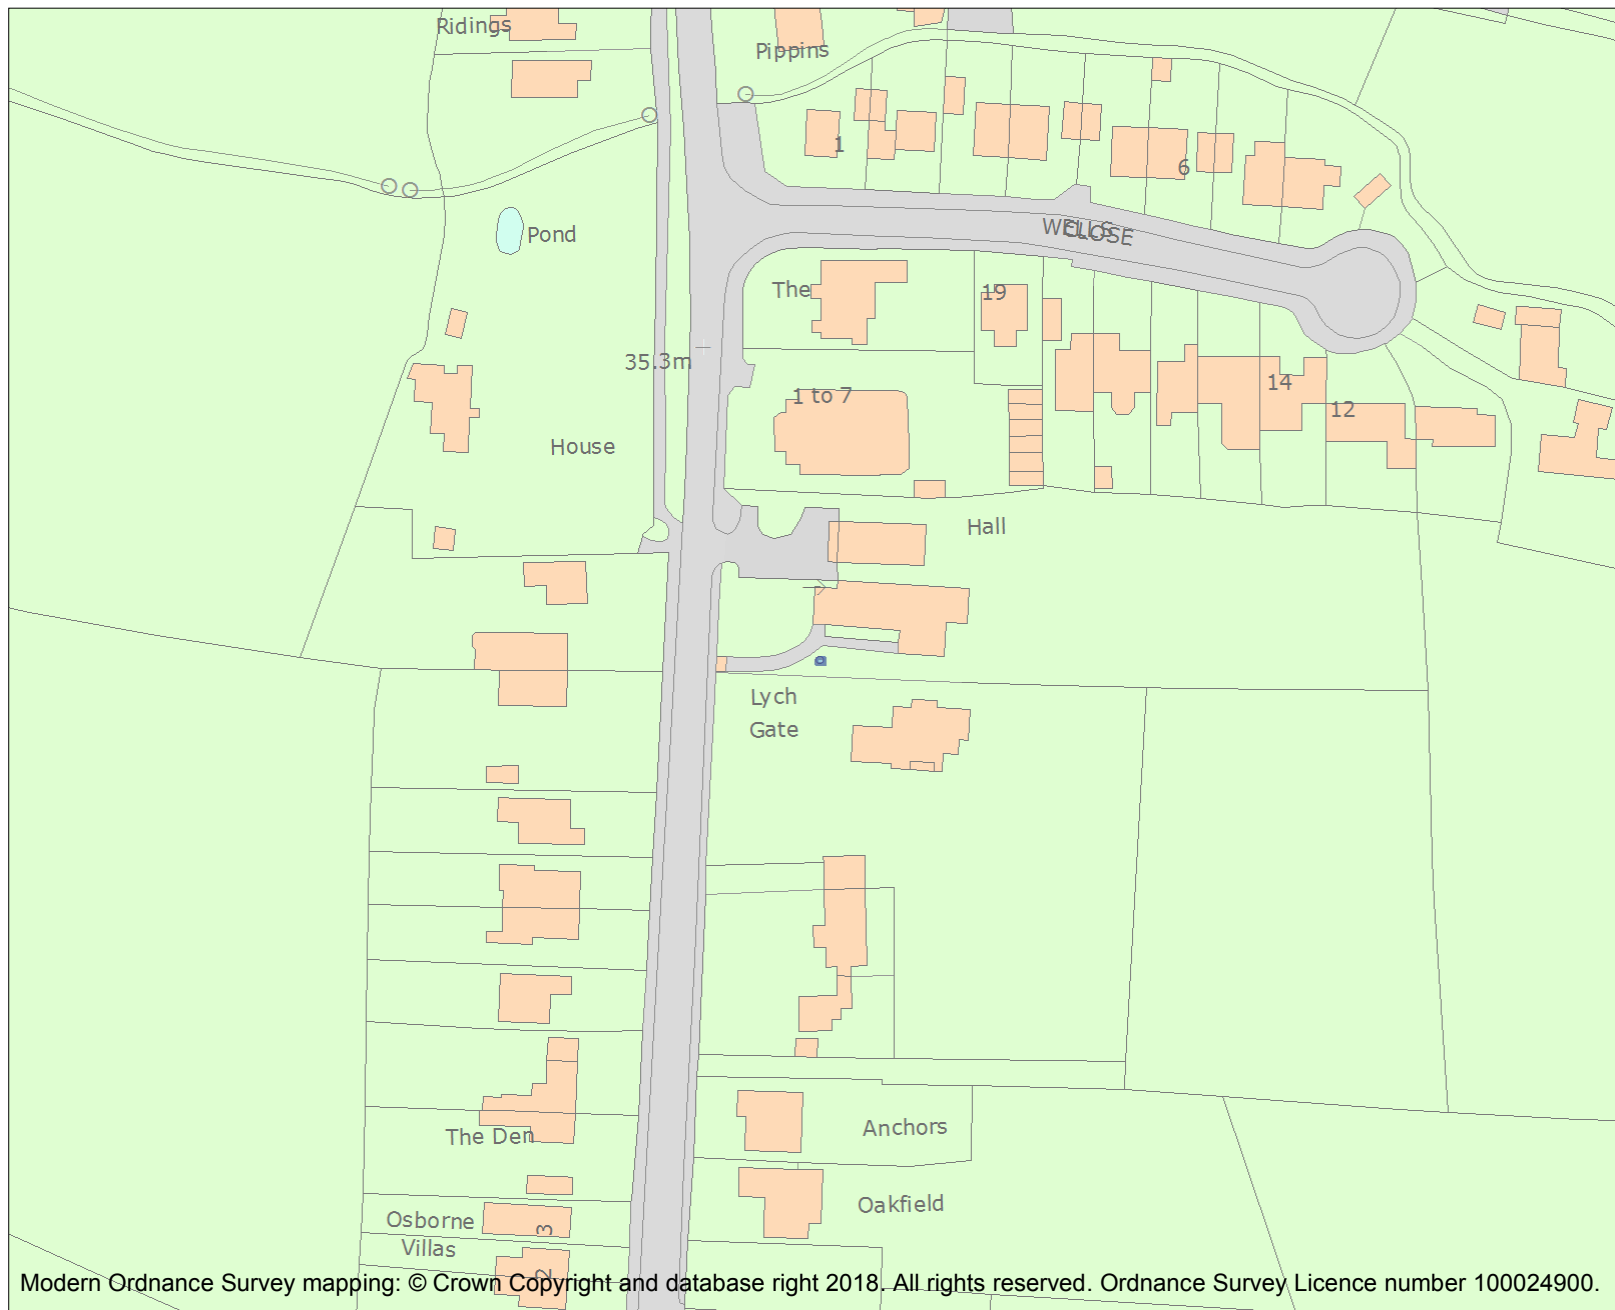 Ridings
Pippins
1
6
Pond
WELLS
CLOSE
The
19
35.3m
1 to 7
14
12
House
Hall
Lych
Gate
Anchors
The Den
Oakfield
Osborne
Villas
3
2
Modern Ordnance Survey mapping: © Crown Copyright and database right 2018. All rights reserved. Ordnance Survey Licence number 100024900.